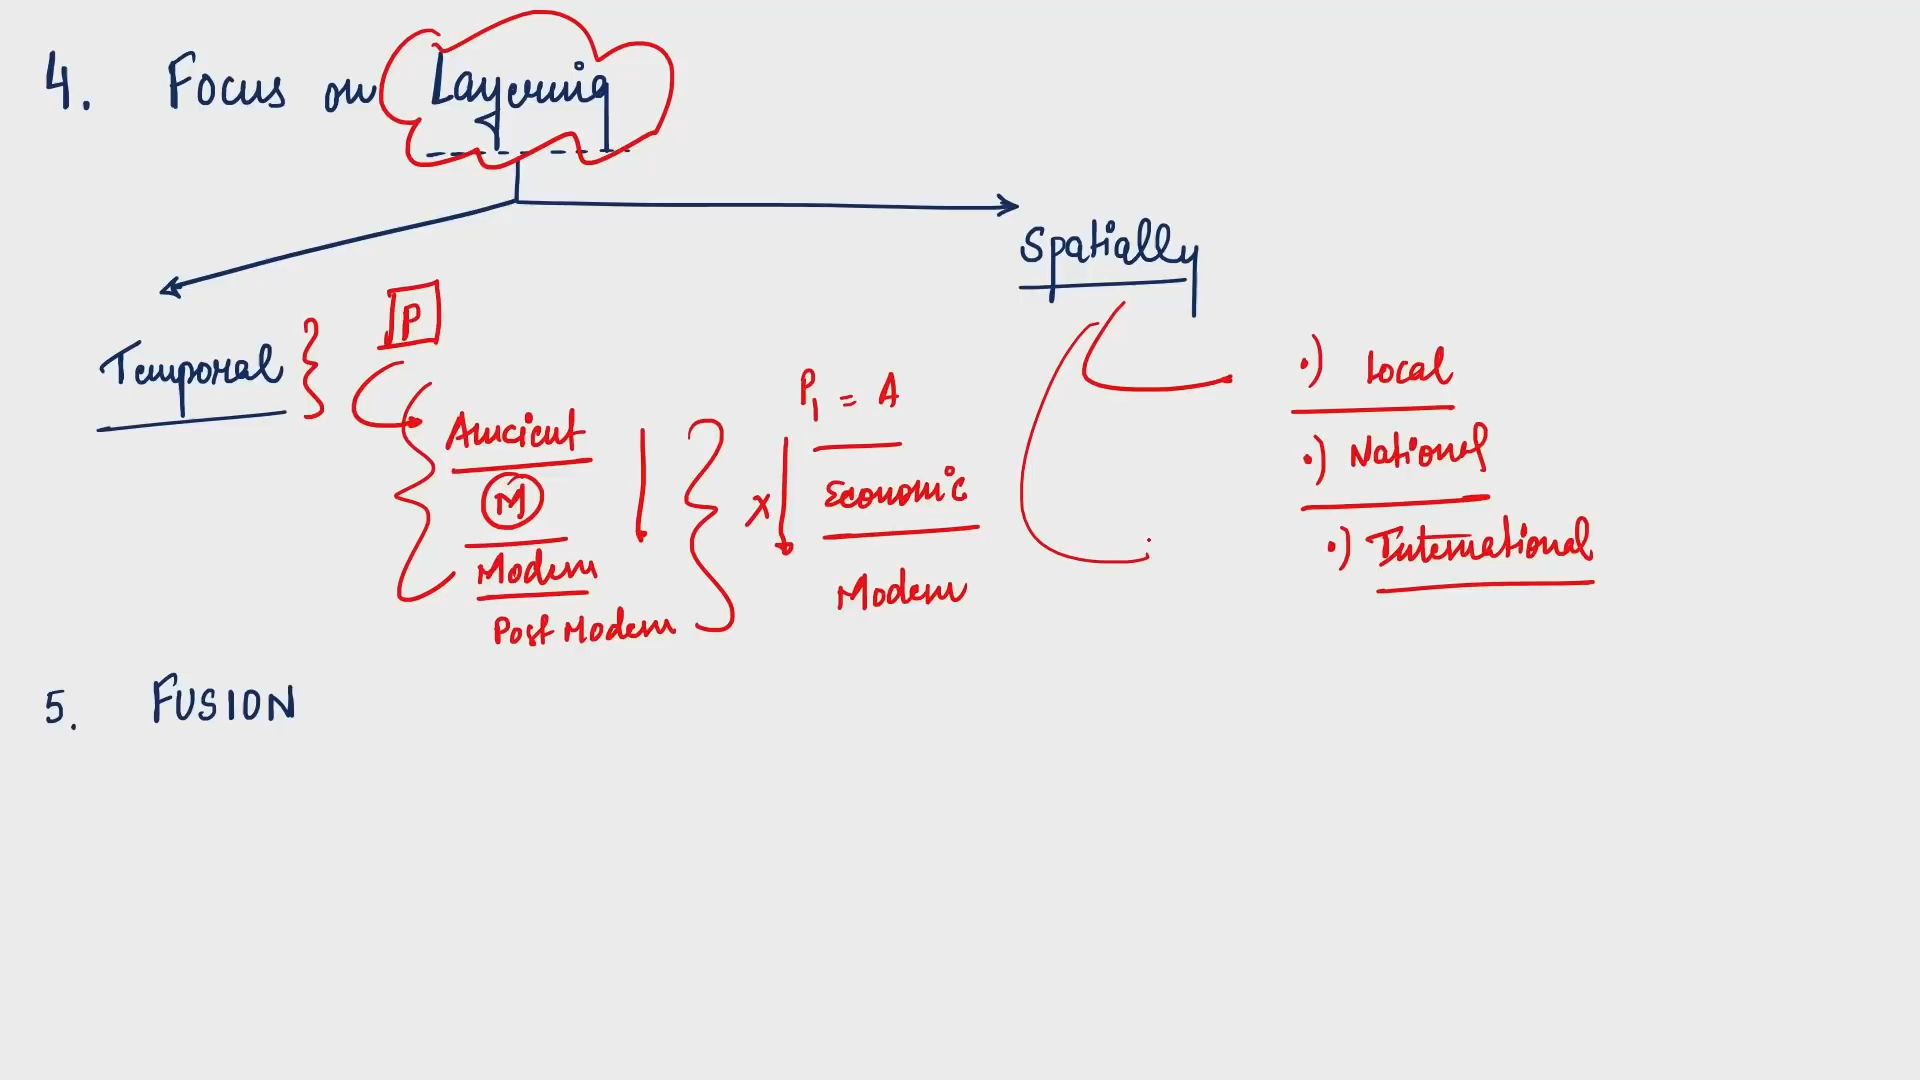 4. Focus on Layering
Spatially
Temporal
P
Ancient
M
Modern
Post Modern
X
P1 = A
Economic
Modern
•) Local
•) National
•) International
5. FUSION